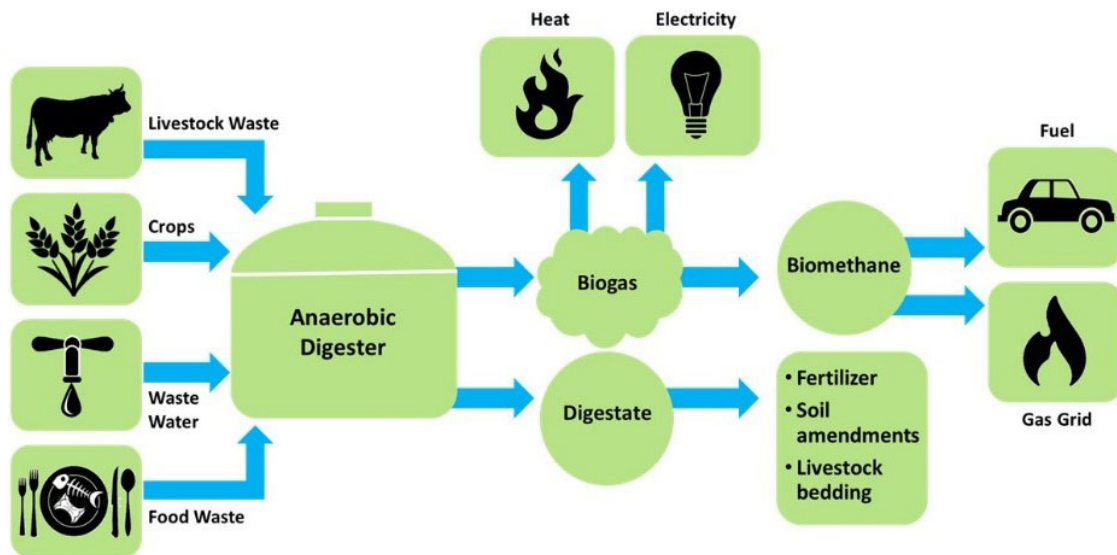 Heat
Electricity
Livestock Waste
Fuel
Crops
Biogas
Biomethane
Anaerobic
Digester
Waste
Water
Digestate
• Fertilizer
• Soil
amendments
• Livestock
bedding
Gas Grid
Food Waste